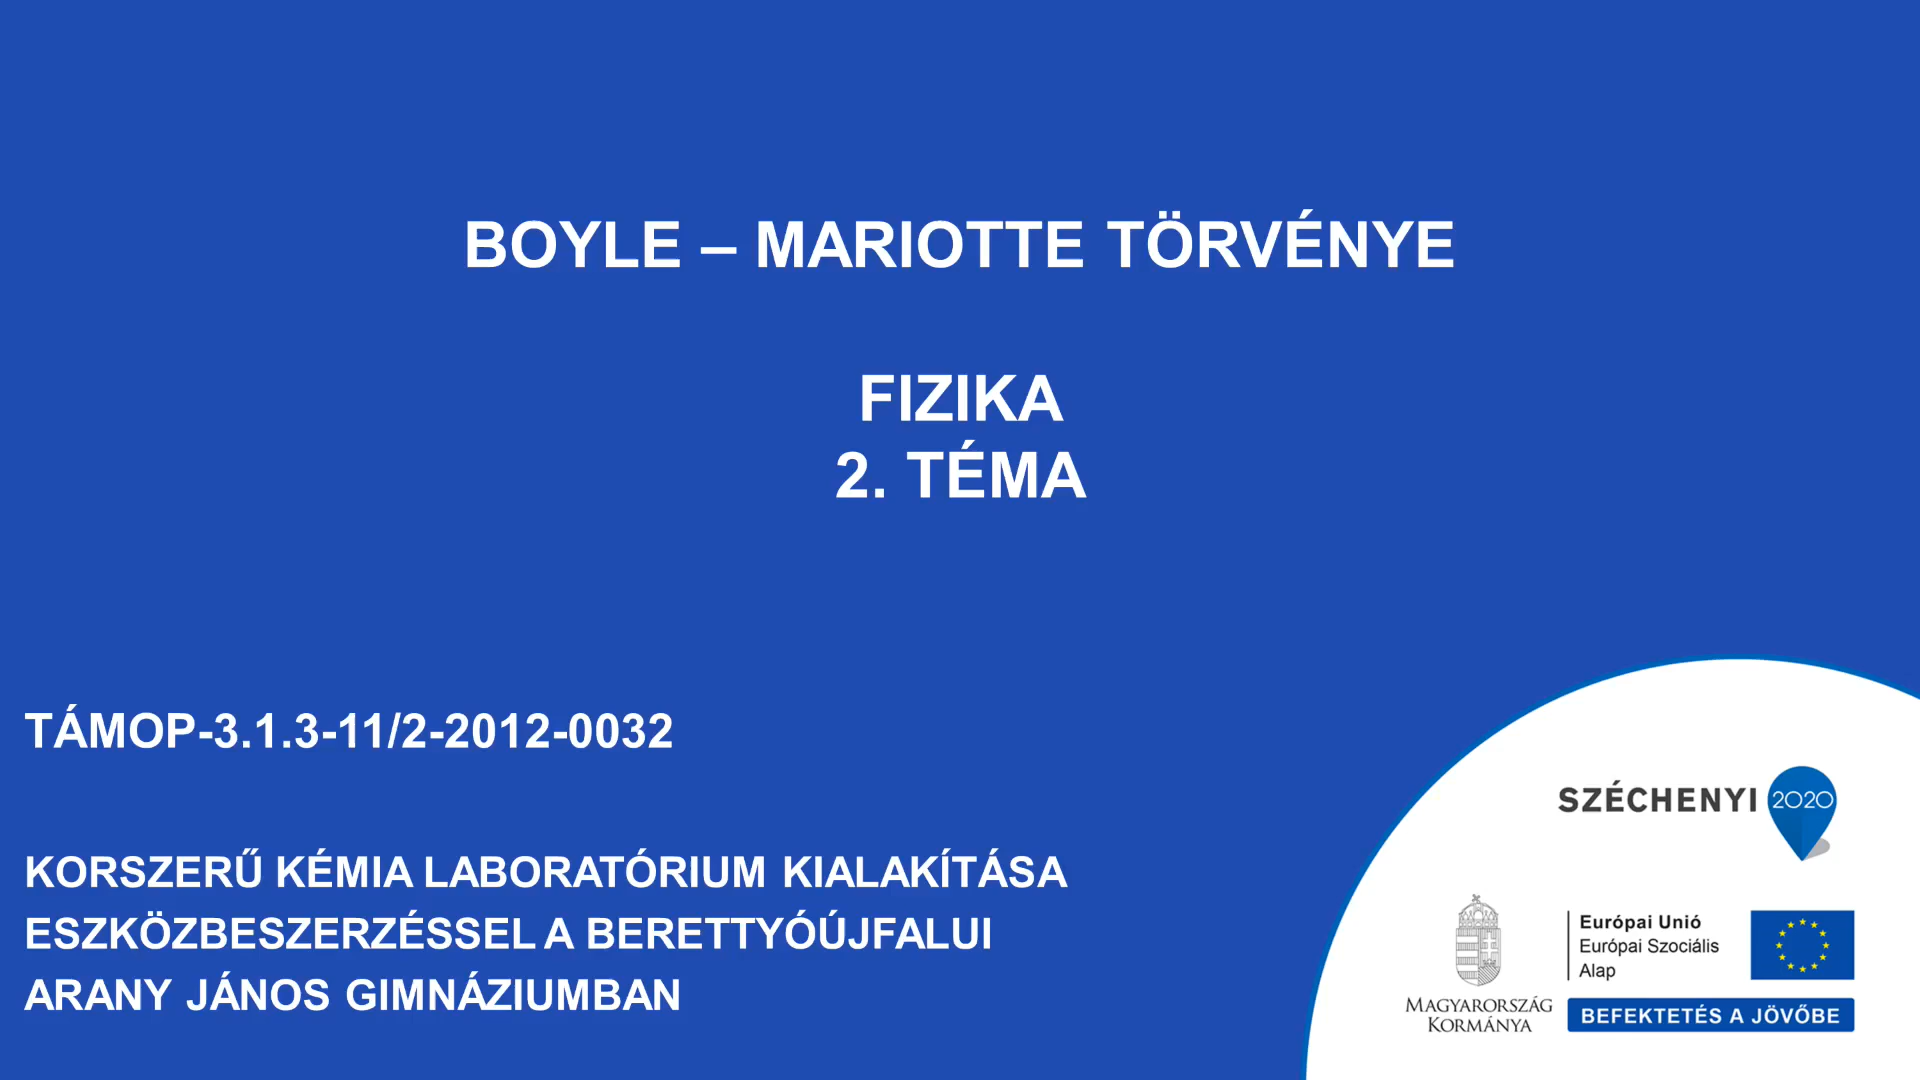 BOYLE – MARIOTTE TÖRVÉNYE
FIZIKA
2. TÉMA
TÁMOP-3.1.3-11/2-2012-0032
KORSZERŰ KÉMIA LABORATÓRIUM KIALAKÍTÁSA
ESZKÖZBESZERZÉSSEL A BERETTYÓÚJFALUI
ARANY JÁNOS GIMNÁZIUMBAN
SZÉCHENYI 2020
MAGYARORSZÁG
KORMÁNYA
Európai Unió
Európai Szociális
Alap
BEFEKTETÉS A JÖVŐBE